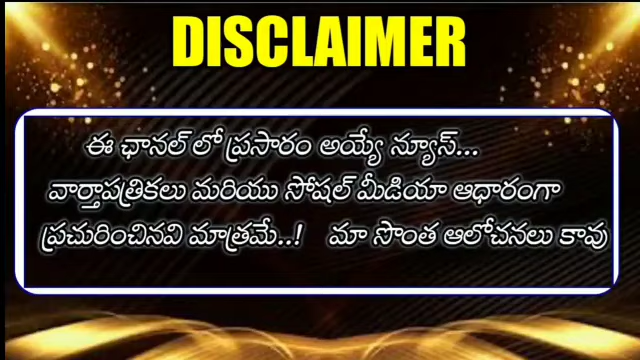 DISCLAIMER
ఈ ఛానల్ లో ప్రసారం అయ్యే న్యూస్...
వార్తాపత్రికలు మరియు సోషల్ మీడియా ఆధారంగా
ప్రచురించినవి మాత్రమే..! మా సొంత ఆలోచనలు కావు